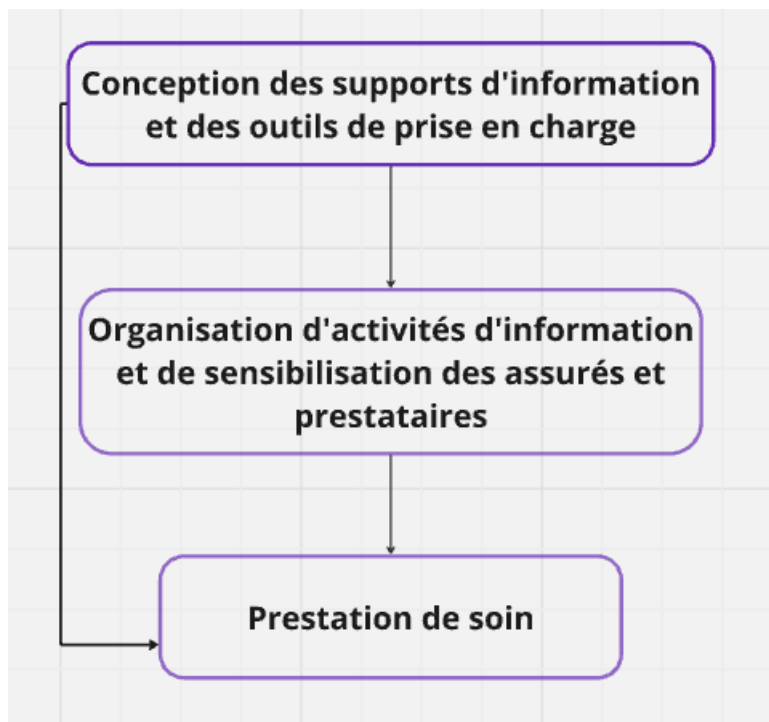 Conception des supports d'information
et des outils de prise en charge
Organisation d'activités d'information
et de sensibilisation des assurés et
prestataires
Prestation de soin